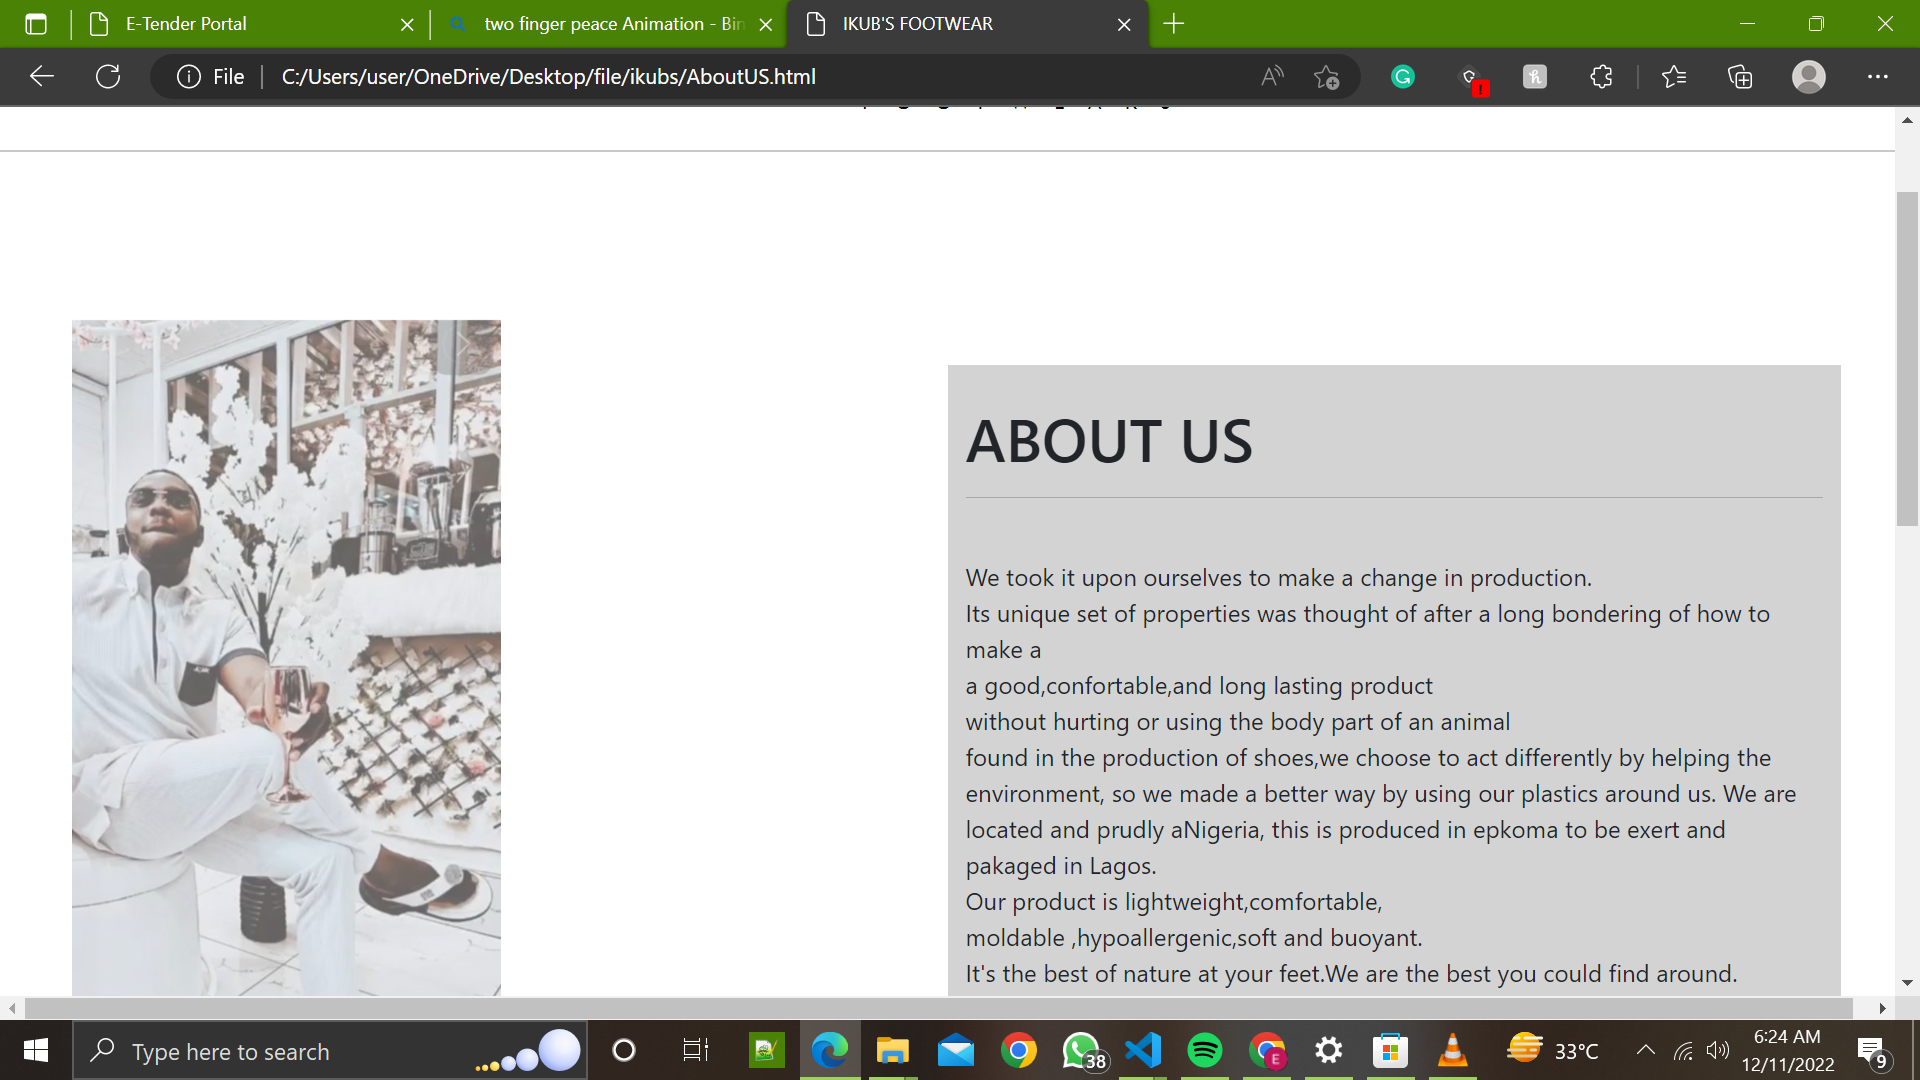 E-Tender Portal
two finger peace Animation - Bin
IKUB'S FOOTWEAR
File
C:/Users/user/OneDrive/Desktop/file/ikubs/AboutUS.html
ABOUT US
We took it upon ourselves to make a change in production.
Its unique set of properties was thought of after a long bondering of how to
make a
a good,confortable,and long lasting product
without hurting or using the body part of an animal
found in the production of shoes,we choose to act differently by helping the
environment, so we made a better way by using our plastics around us. We are
located and prudly aNigeria, this is produced in epkoma to be exert and
pakaged in Lagos.
Our product is lightweight,comfortable,
moldable ,hypoallergenic,soft and buoyant.
It's the best of nature at your feet.We are the best you could find around.
Type here to search
38
E
33°C
6:24 AM
12/11/2022
9